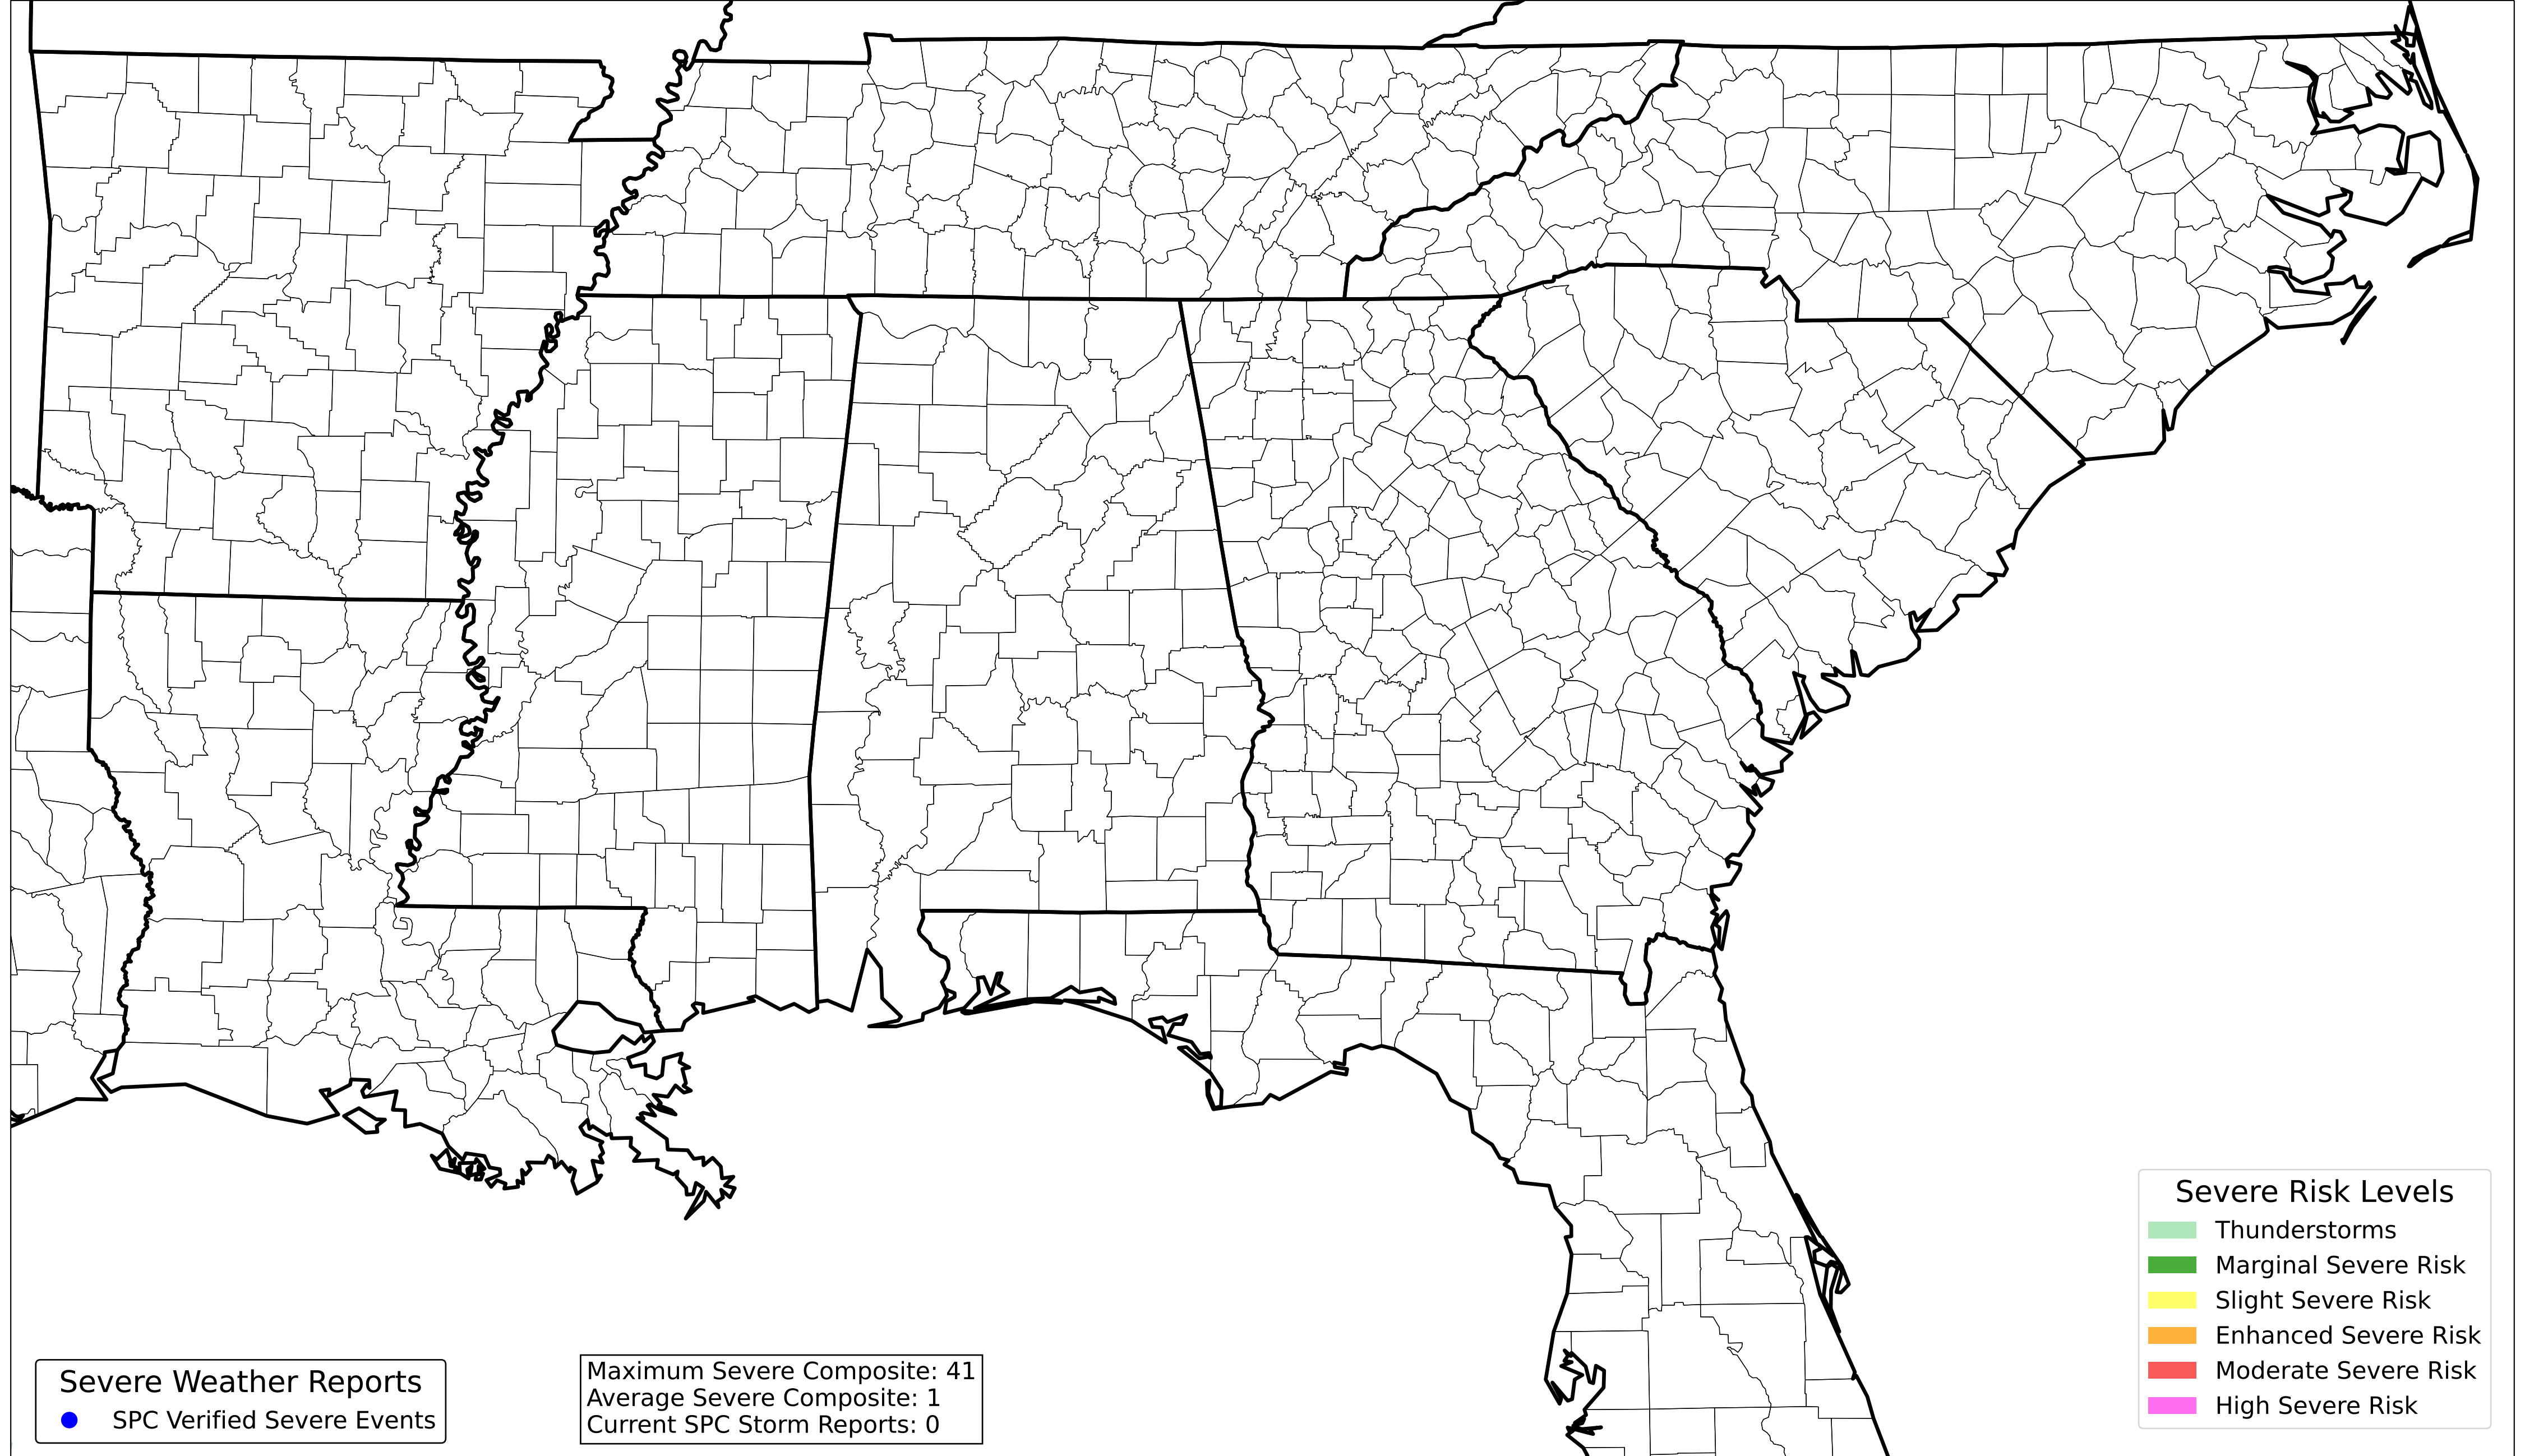 Severe Weather Reports
SPC Verified Severe Events
Maximum Severe Composite: 41
Average Severe Composite: 1
Current SPC Storm Reports: 0
Severe Risk Levels
Thunderstorms
Marginal Severe Risk
Slight Severe Risk
Enhanced Severe Risk
Moderate Severe Risk
High Severe Risk